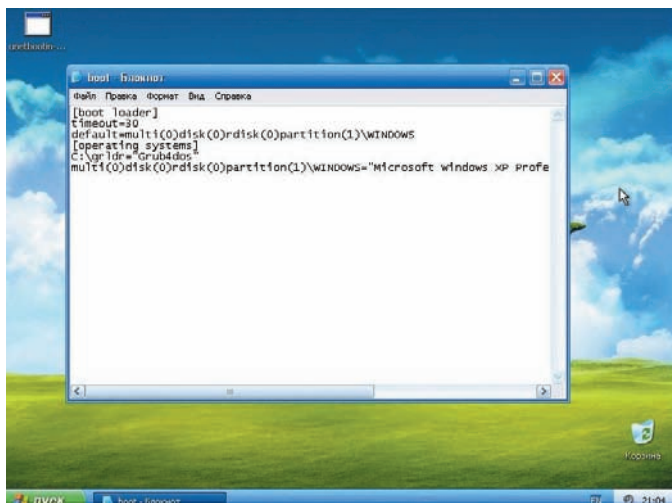 unetbootin-...
boot - Блокнот
Файл Правка Формат Вид Справка
[boot loader]
timeout=30
default=multi(0)disk(0)rdisk(0)partition(1)\WINDOWS
[operating systems]
C:\grldr="Grub4dos"
multi(0)disk(0)rdisk(0)partition(1)\WINDOWS="Microsoft Windows XP Profe
Корзина
пуск
boot - Блокнот
EN
21:04